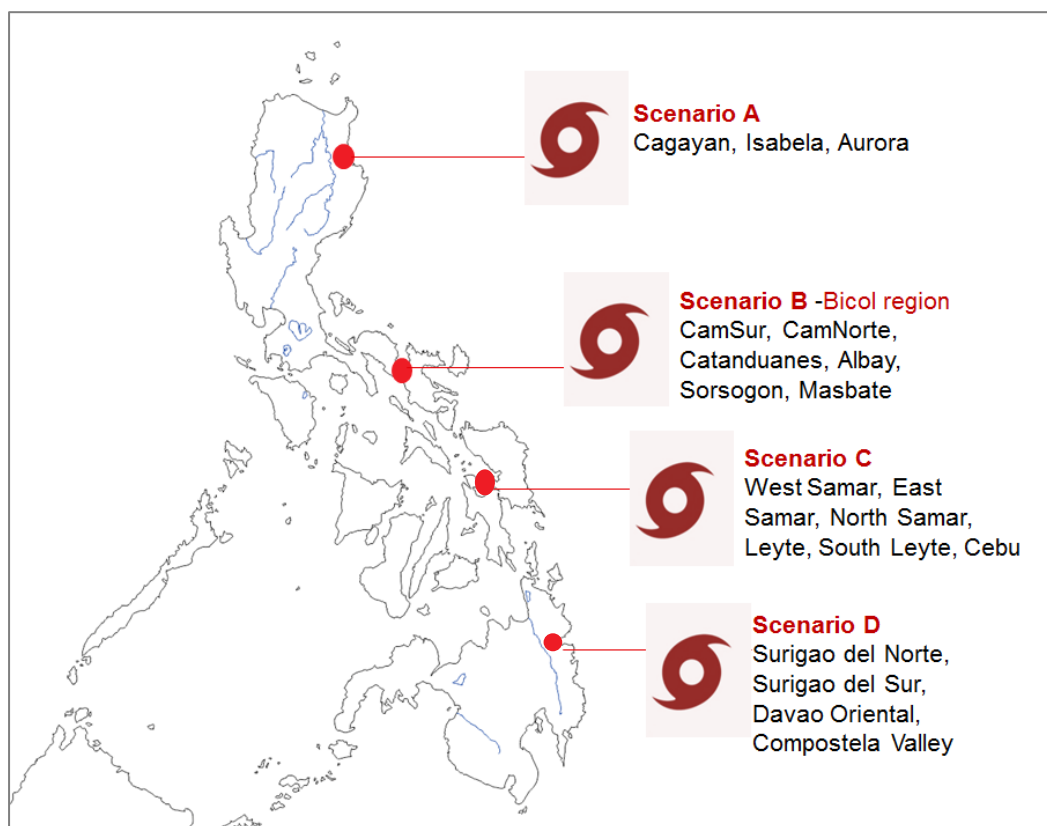 Scenario A
Cagayan, Isabela, Aurora
Scenario B -Bicol region
CamSur, CamNorte,
Catanduanes, Albay,
Sorsogon, Masbate
Scenario C
West Samar, East
Samar, North Samar,
Leyte, South Leyte, Cebu
Scenario D
Surigao del Norte,
Surigao del Sur,
Davao Oriental,
Compostela Valley